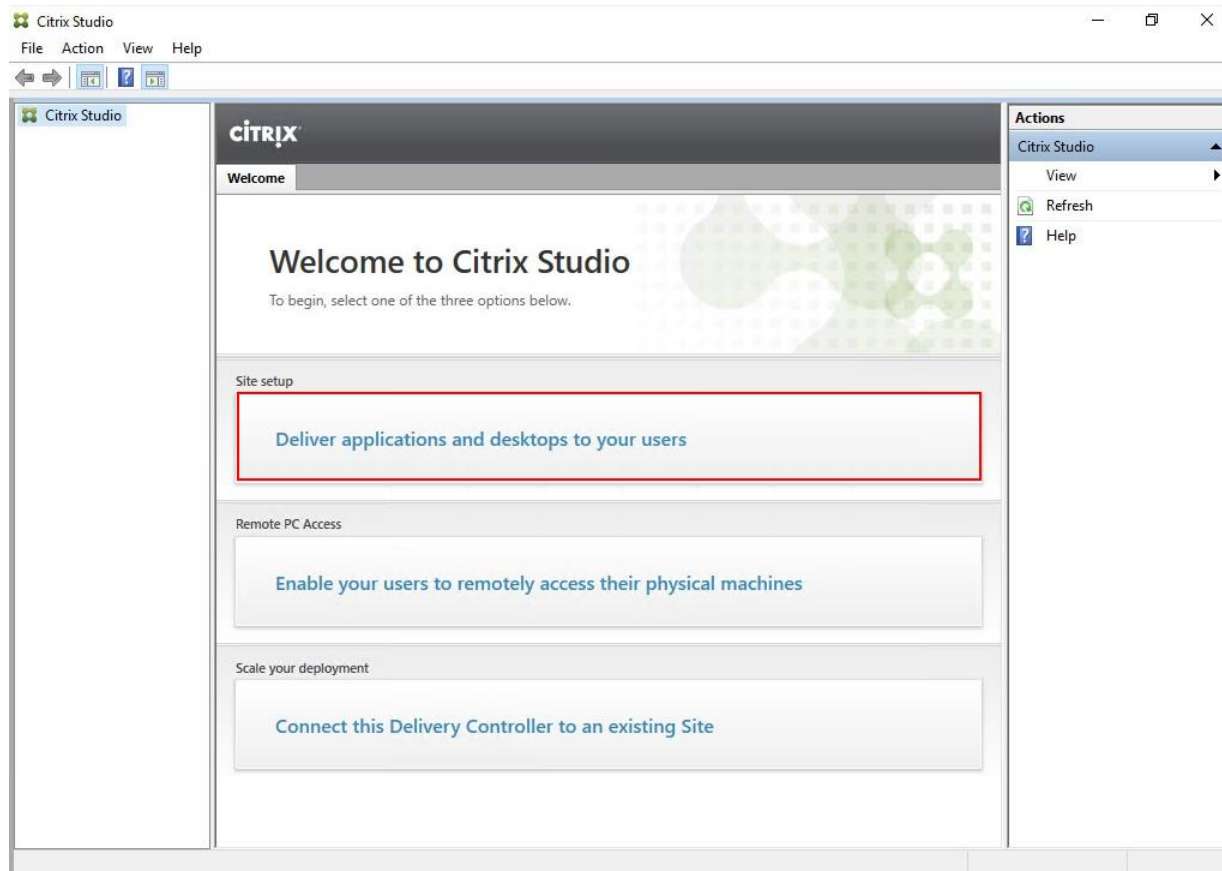 Citrix Studio
File Action View Help
Citrix Studio
CITRIX
Welcome
Welcome to Citrix Studio
To begin, select one of the three options below.
Site setup
Deliver applications and desktops to your users
Remote PC Access
Enable your users to remotely access their physical machines
Scale your deployment
Connect this Delivery Controller to an existing Site
Actions
Citrix Studio
View
Refresh
Help